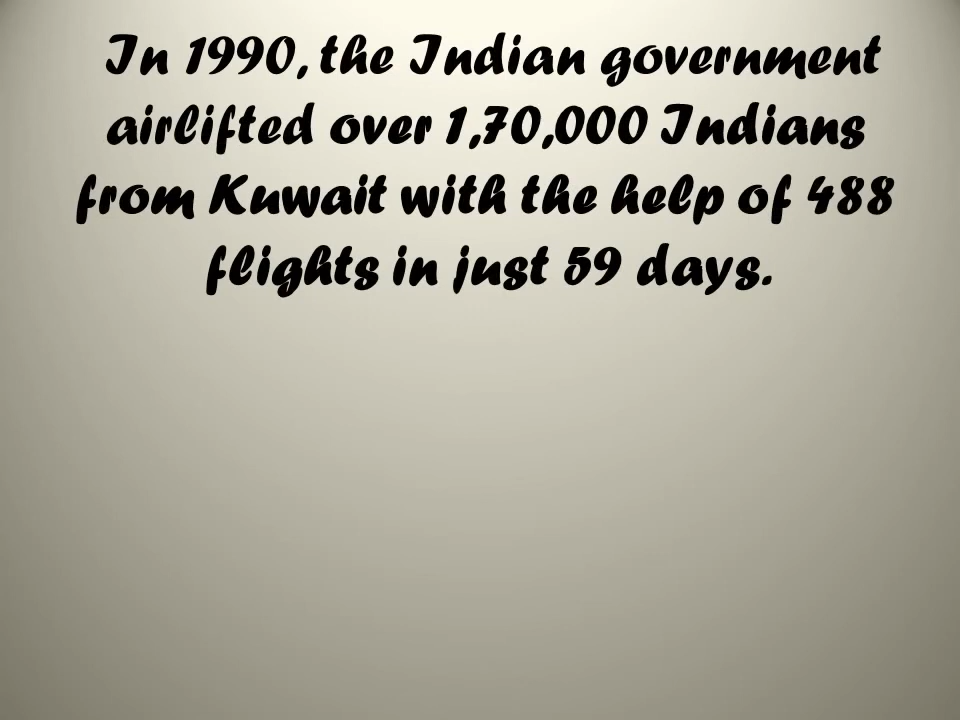 In 1990, the Indian government
airlifted over 1,70,000 Indians
from Kuwait with the help of 488
flights in just 59 days.